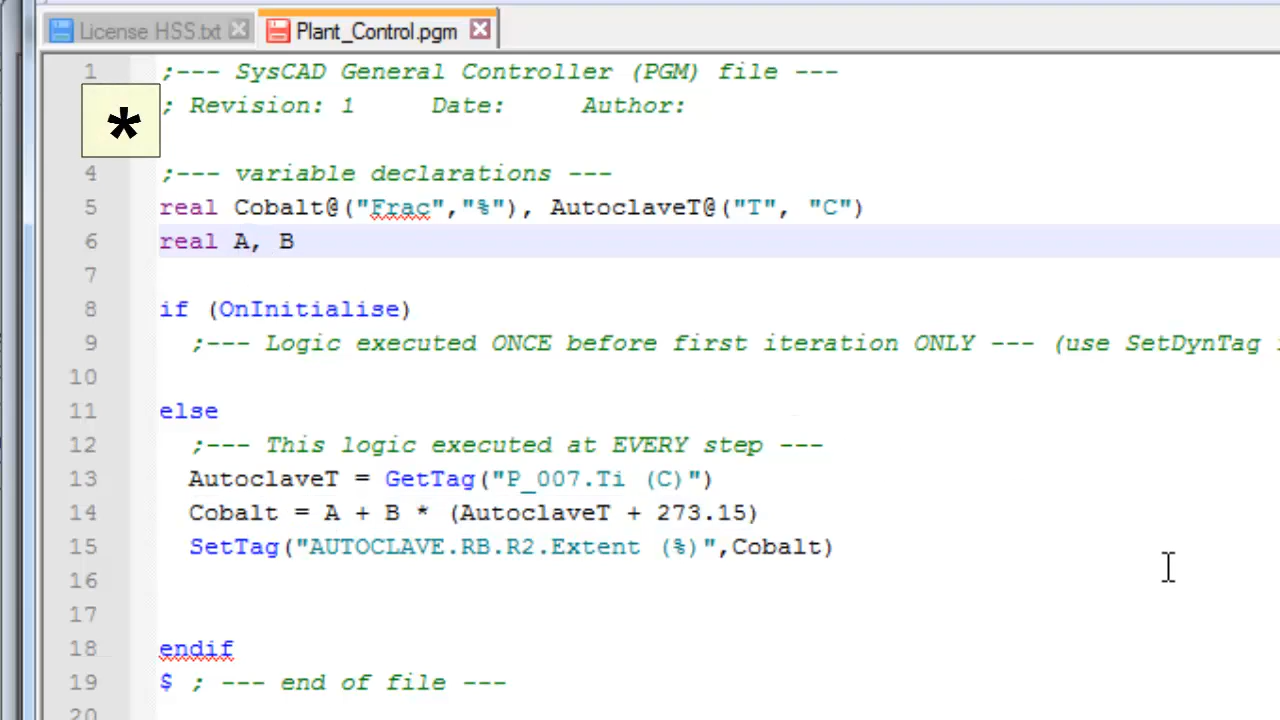 License HSS.txt Plant_Control.pgm
1 ;--- SysCAD General Controller (PGM) file ---
* ; Revision: 1 Date: Author:
4 ;--- variable declarations ---
5 real Cobalt@("Frac","%"), AutoclaveT@("T", "C")
6 real A, B
7
8 if (OnInitialise)
9 ;--- Logic executed ONCE before first iteration ONLY --- (use SetDynTag
10
11 else
12 ;--- This logic executed at EVERY step ---
13 AutoclaveT = GetTag("P_007.Ti (C)")
14 Cobalt = A + B * (AutoclaveT + 273.15)
15 SetTag("AUTOCLAVE.RB.R2.Extent (%)",Cobalt)
16
17
18 endif
19 $ ; --- end of file ---
20